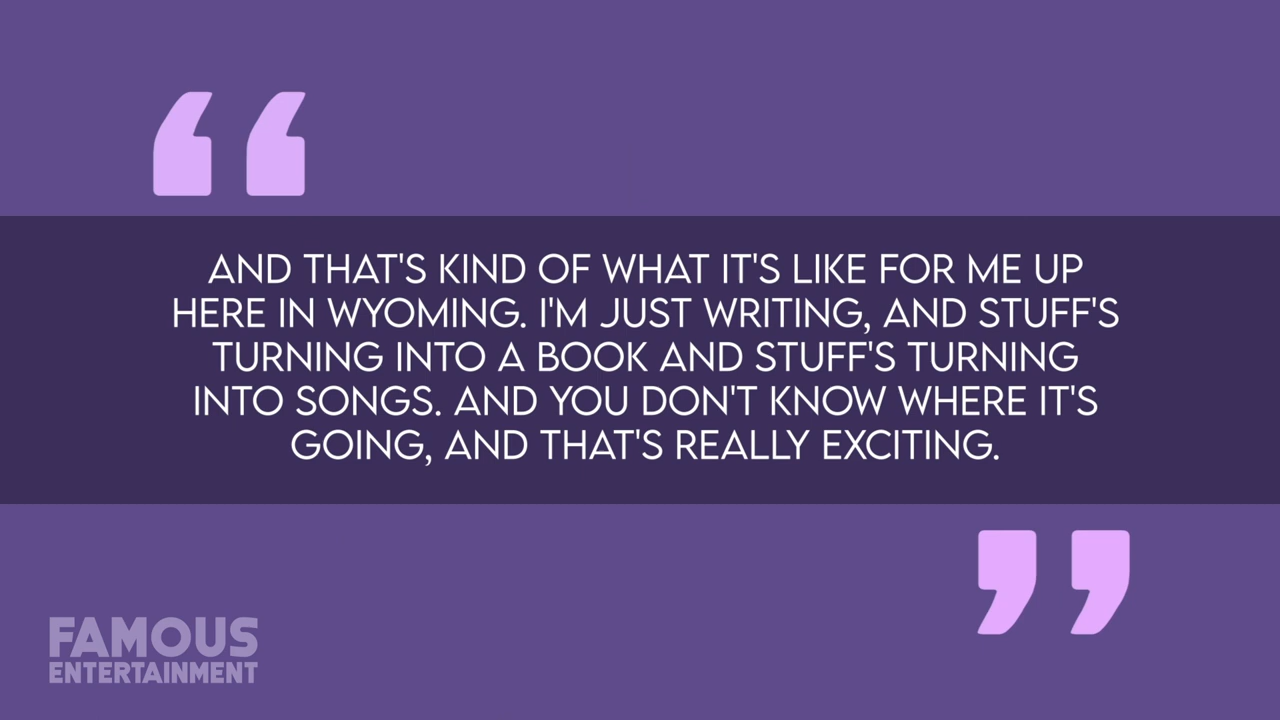 “
AND THAT'S KIND OF WHAT IT'S LIKE FOR ME UP
HERE IN WYOMING. I'M JUST WRITING, AND STUFF'S
TURNING INTO A BOOK AND STUFF'S TURNING
INTO SONGS. AND YOU DON'T KNOW WHERE IT'S
GOING, AND THAT'S REALLY EXCITING.
”
FAMOUS
ENTERTAINMENT